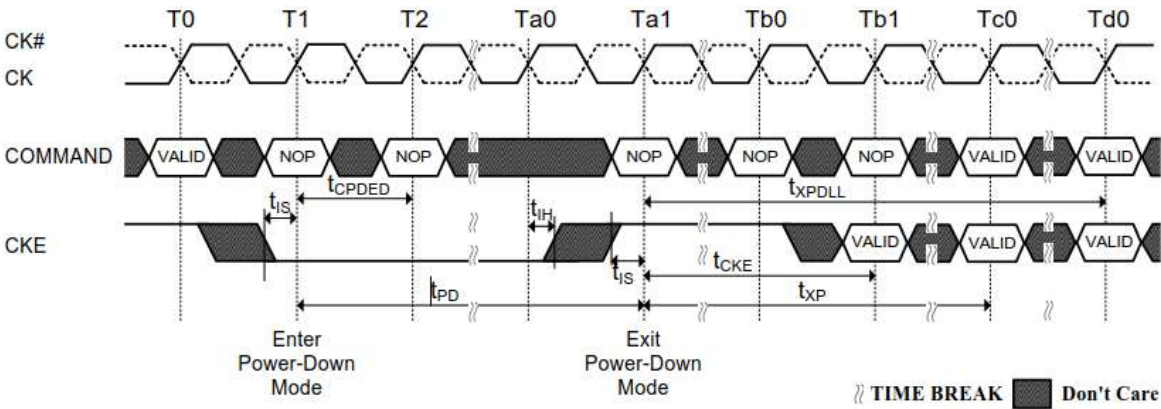 T0 T1 T2 Ta0 Ta1 Tb0 Tb1 Tc0 Td0
CK#
CK
COMMAND VALID NOP NOP NOP NOP NOP VALID VALID
tCPDED tXPDLL
tIS tIH
CKE VALID VALID VALID
tIS tCKE
tPD tXP
Enter Power-Down Mode
Exit Power-Down Mode
TIME BREAK Don't Care